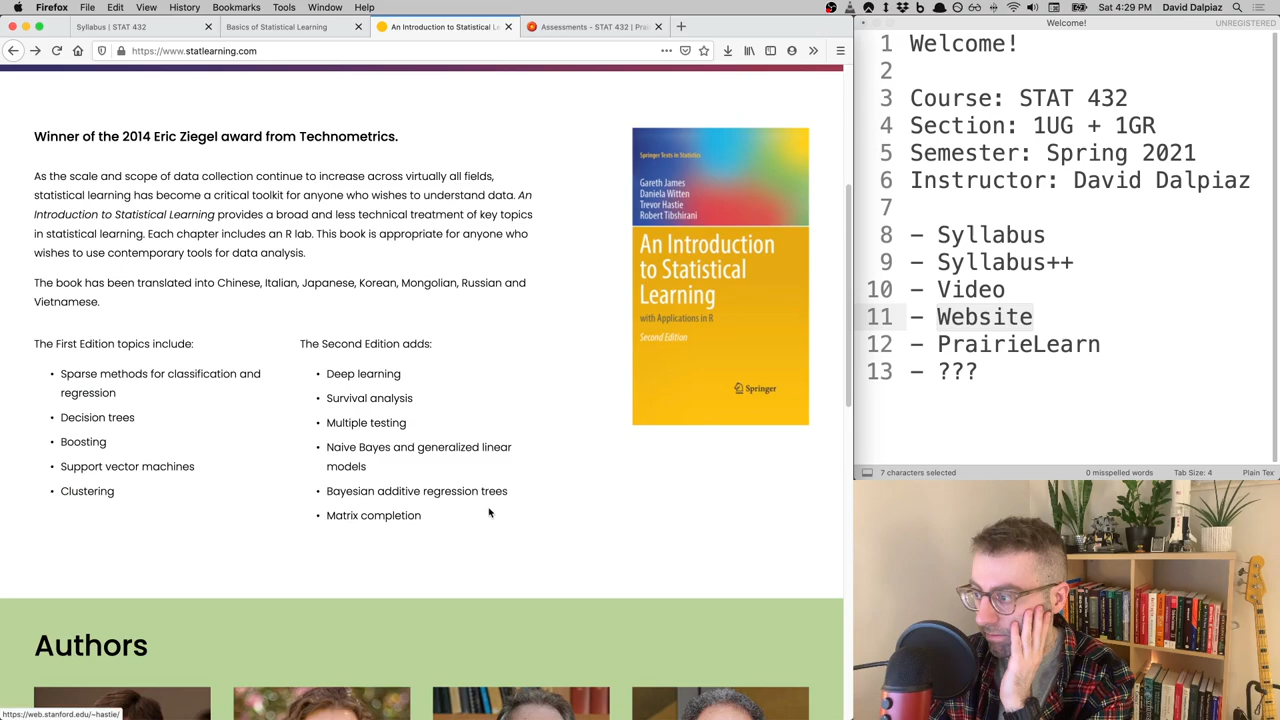 Firefox File Edit View History Bookmarks Tools Window Help
Sat 4:29 PM David Dalpiaz
Syllabus | STAT 432
Basics of Statistical Learning
An Introduction to Statistical L
Assessments - STAT 432 | Prai
https://www.statlearning.com
Winner of the 2014 Eric Ziegel award from Technometrics.
As the scale and scope of data collection continue to increase across virtually all fields,
statistical learning has become a critical toolkit for anyone who wishes to understand data. An
Introduction to Statistical Learning provides a broad and less technical treatment of key topics
in statistical learning. Each chapter includes an R lab. This book is appropriate for anyone who
wishes to use contemporary tools for data analysis.
The book has been translated into Chinese, Italian, Japanese, Korean, Mongolian, Russian and
Vietnamese.
The First Edition topics include:
• Sparse methods for classification and
regression
• Decision trees
• Boosting
• Support vector machines
• Clustering
The Second Edition adds:
• Deep learning
• Survival analysis
• Multiple testing
• Naive Bayes and generalized linear
models
• Bayesian additive regression trees
• Matrix completion
Springer Texts in Statistics
Gareth James
Daniela Witten
Trevor Hastie
Robert Tibshirani
An Introduction
to Statistical
Learning
with Applications in R
Second Edition
Springer
Authors
https://web.stanford.edu/~hastie/
Welcome!
UNREGISTERED
1 Welcome!
2
3 Course: STAT 432
4 Section: 1UG + 1GR
5 Semester: Spring 2021
6 Instructor: David Dalpiaz
7
8 - Syllabus
9 - Syllabus++
10 - Video
11 - Website
12 - PrairieLearn
13 - ???
7 characters selected
0 misspelled words
Tab Size: 4
Plain Tex